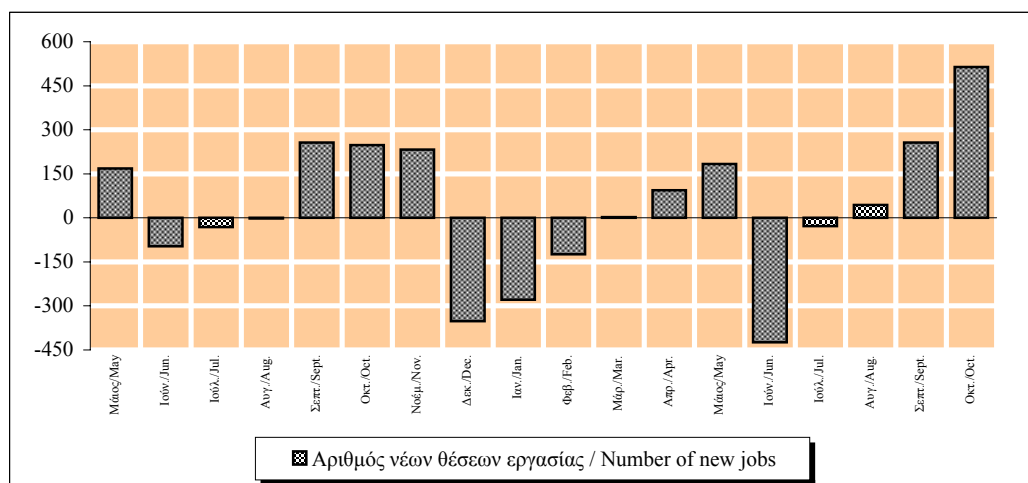 600
450
300
150
0
-150
-300
-450
Μάιος/May
Ιούν/Jun.
Ιούλ./Jul.
Αυγ./Aug.
Σεπτ./Sept.
Οκτ./Oct.
Νοέμ./Nov.
Δεκ./Dec.
Ιαν./Jan.
Φεβ./Feb.
Μάρ./Mar.
Απρ./Apr.
Μάιος/May
Ιούν/Jun.
Ιούλ./Jul.
Αυγ./Aug.
Σεπτ./Sept.
Οκτ./Oct.
Αριθμός νέων θέσεων εργασίας / Number of new jobs